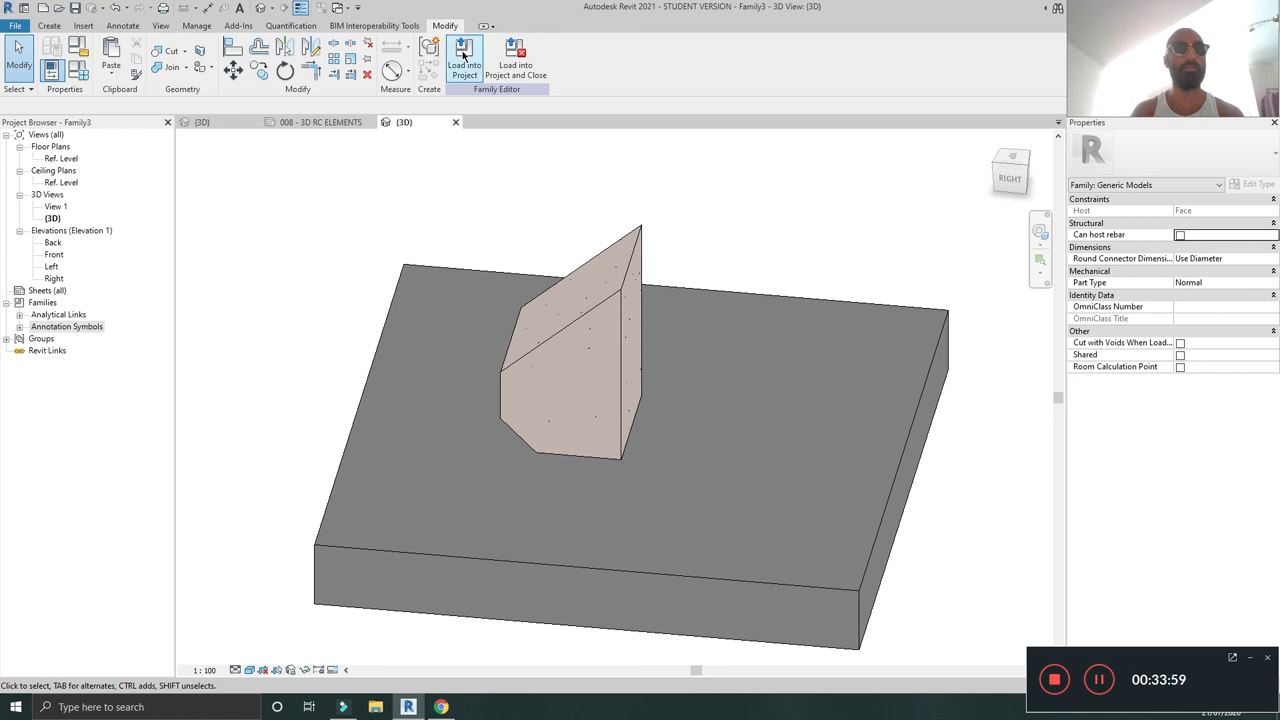 Autodesk Revit 2021 - STUDENT VERSION - Family3 - 3D View: {3D}
File Create Insert Annotate View Manage Add-Ins Quantification BIM Interoperability Tools Modify
Modify Paste Cut Join Load into Project Load into Project and Close
Select Properties Clipboard Geometry Modify Measure Create Family Editor
Project Browser - Family3
{3D} 008 - 3D RC ELEMENTS {3D}
Properties
Views (all)
Floor Plans
Ref. Level
Ceiling Plans
Ref. Level
3D Views
View 1
{3D}
Elevations (Elevation 1)
Back
Front
Left
Right
Sheets (all)
Families
Analytical Links
Annotation Symbols
Groups
Revit Links
RIGHT
R
Family: Generic Models Edit Type
Constraints
Host Face
Structural
Can host rebar
Dimensions
Round Connector Dimensi... Use Diameter
Mechanical
Part Type Normal
Identity Data
OmniClass Number
OmniClass Title
Other
Cut with Voids When Load...
Shared
Room Calculation Point
1 : 100
Click to select, TAB for alternates, CTRL adds, SHIFT unselects.
00:33:59
Type here to search